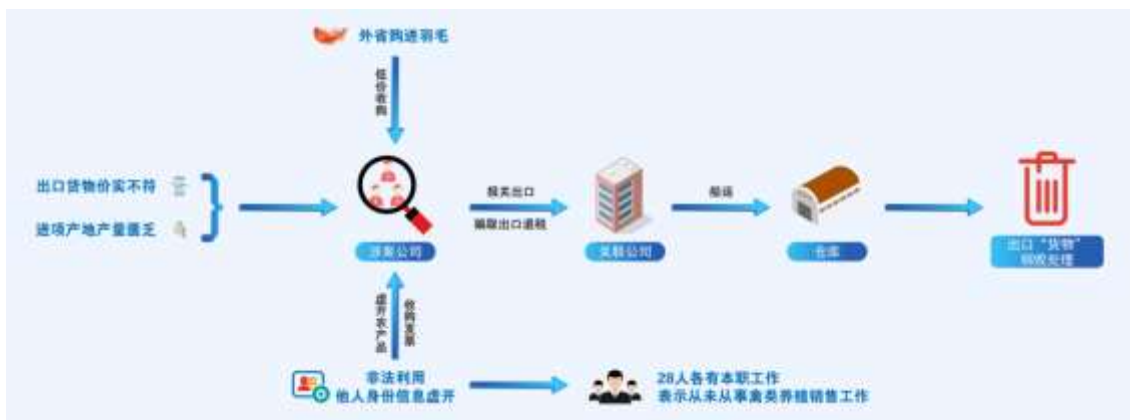 外省购进羽毛
低价收购
出口货物价实不符
进项产地产量匮乏
涉案公司
报关出口
骗取出口退税
关联公司
船运
仓库
出口“货物”
销毁处理
虚开农产品
收购发票
非法利用
他人身份信息虚开
28人各有本职工作
表示从未从事禽类养殖销售工作